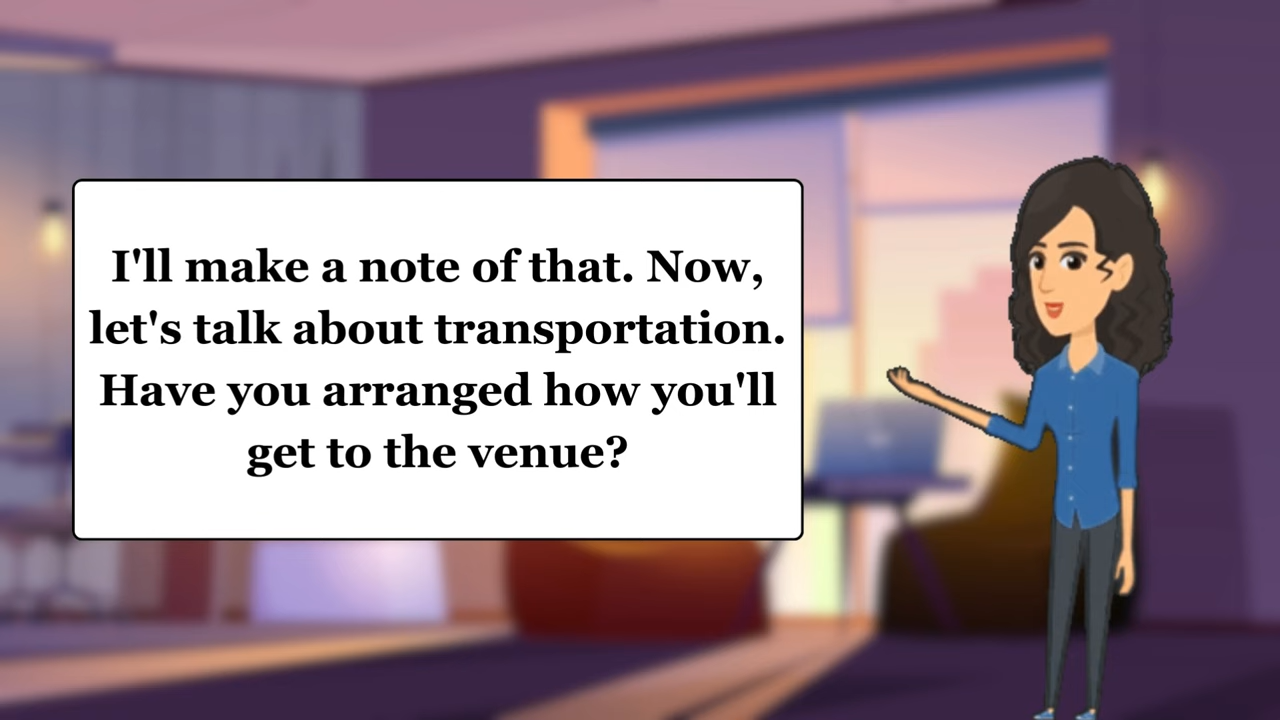 I'll make a note of that. Now,
let's talk about transportation.
Have you arranged how you'll
get to the venue?